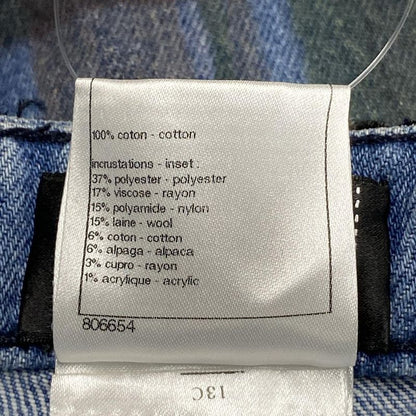 100% coton - cotton
incrustations - inset :
37% polyester - polyester
17% viscose - rayon
15% polyamide - nylon
15% laine - wool
6% coton - cotton
6% alpaga - alpaca
3% cupro - rayon
1% acrylique - acrylic
806654
13C